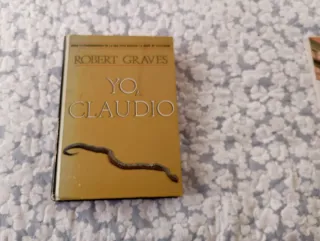 ROBERT GRAVES
YO,
CLAUDIO